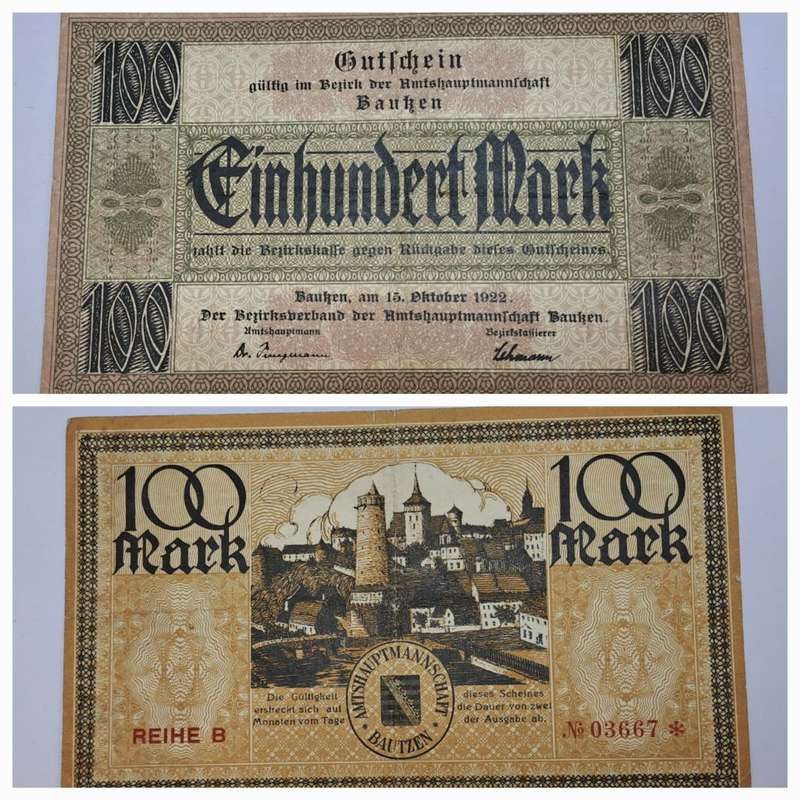 100
Gutschein
100
gültig im Bezirk der Amtshauptmannschaft
Bautzen
Einhundert Mark
zahlt die Bezirkskasse gegen Rückgabe dieses Gutscheines.
100
Bautzen, am 15. Oktober 1922.
100
Der Bezirksverband der Amtshauptmannschaft Bautzen.
Amtshauptmann
Bezirkskassierer
Lehmann
100
Mark
100
Mark
Die Gültigkeit
erstreckt sich auf
Monaten vom Tage
AMTSHAUPTMANNSCHAFT
BAUTZEN
dieses Scheines
die Dauer von zwei
der Ausgabe ab.
REIHE B
№ 03667 *